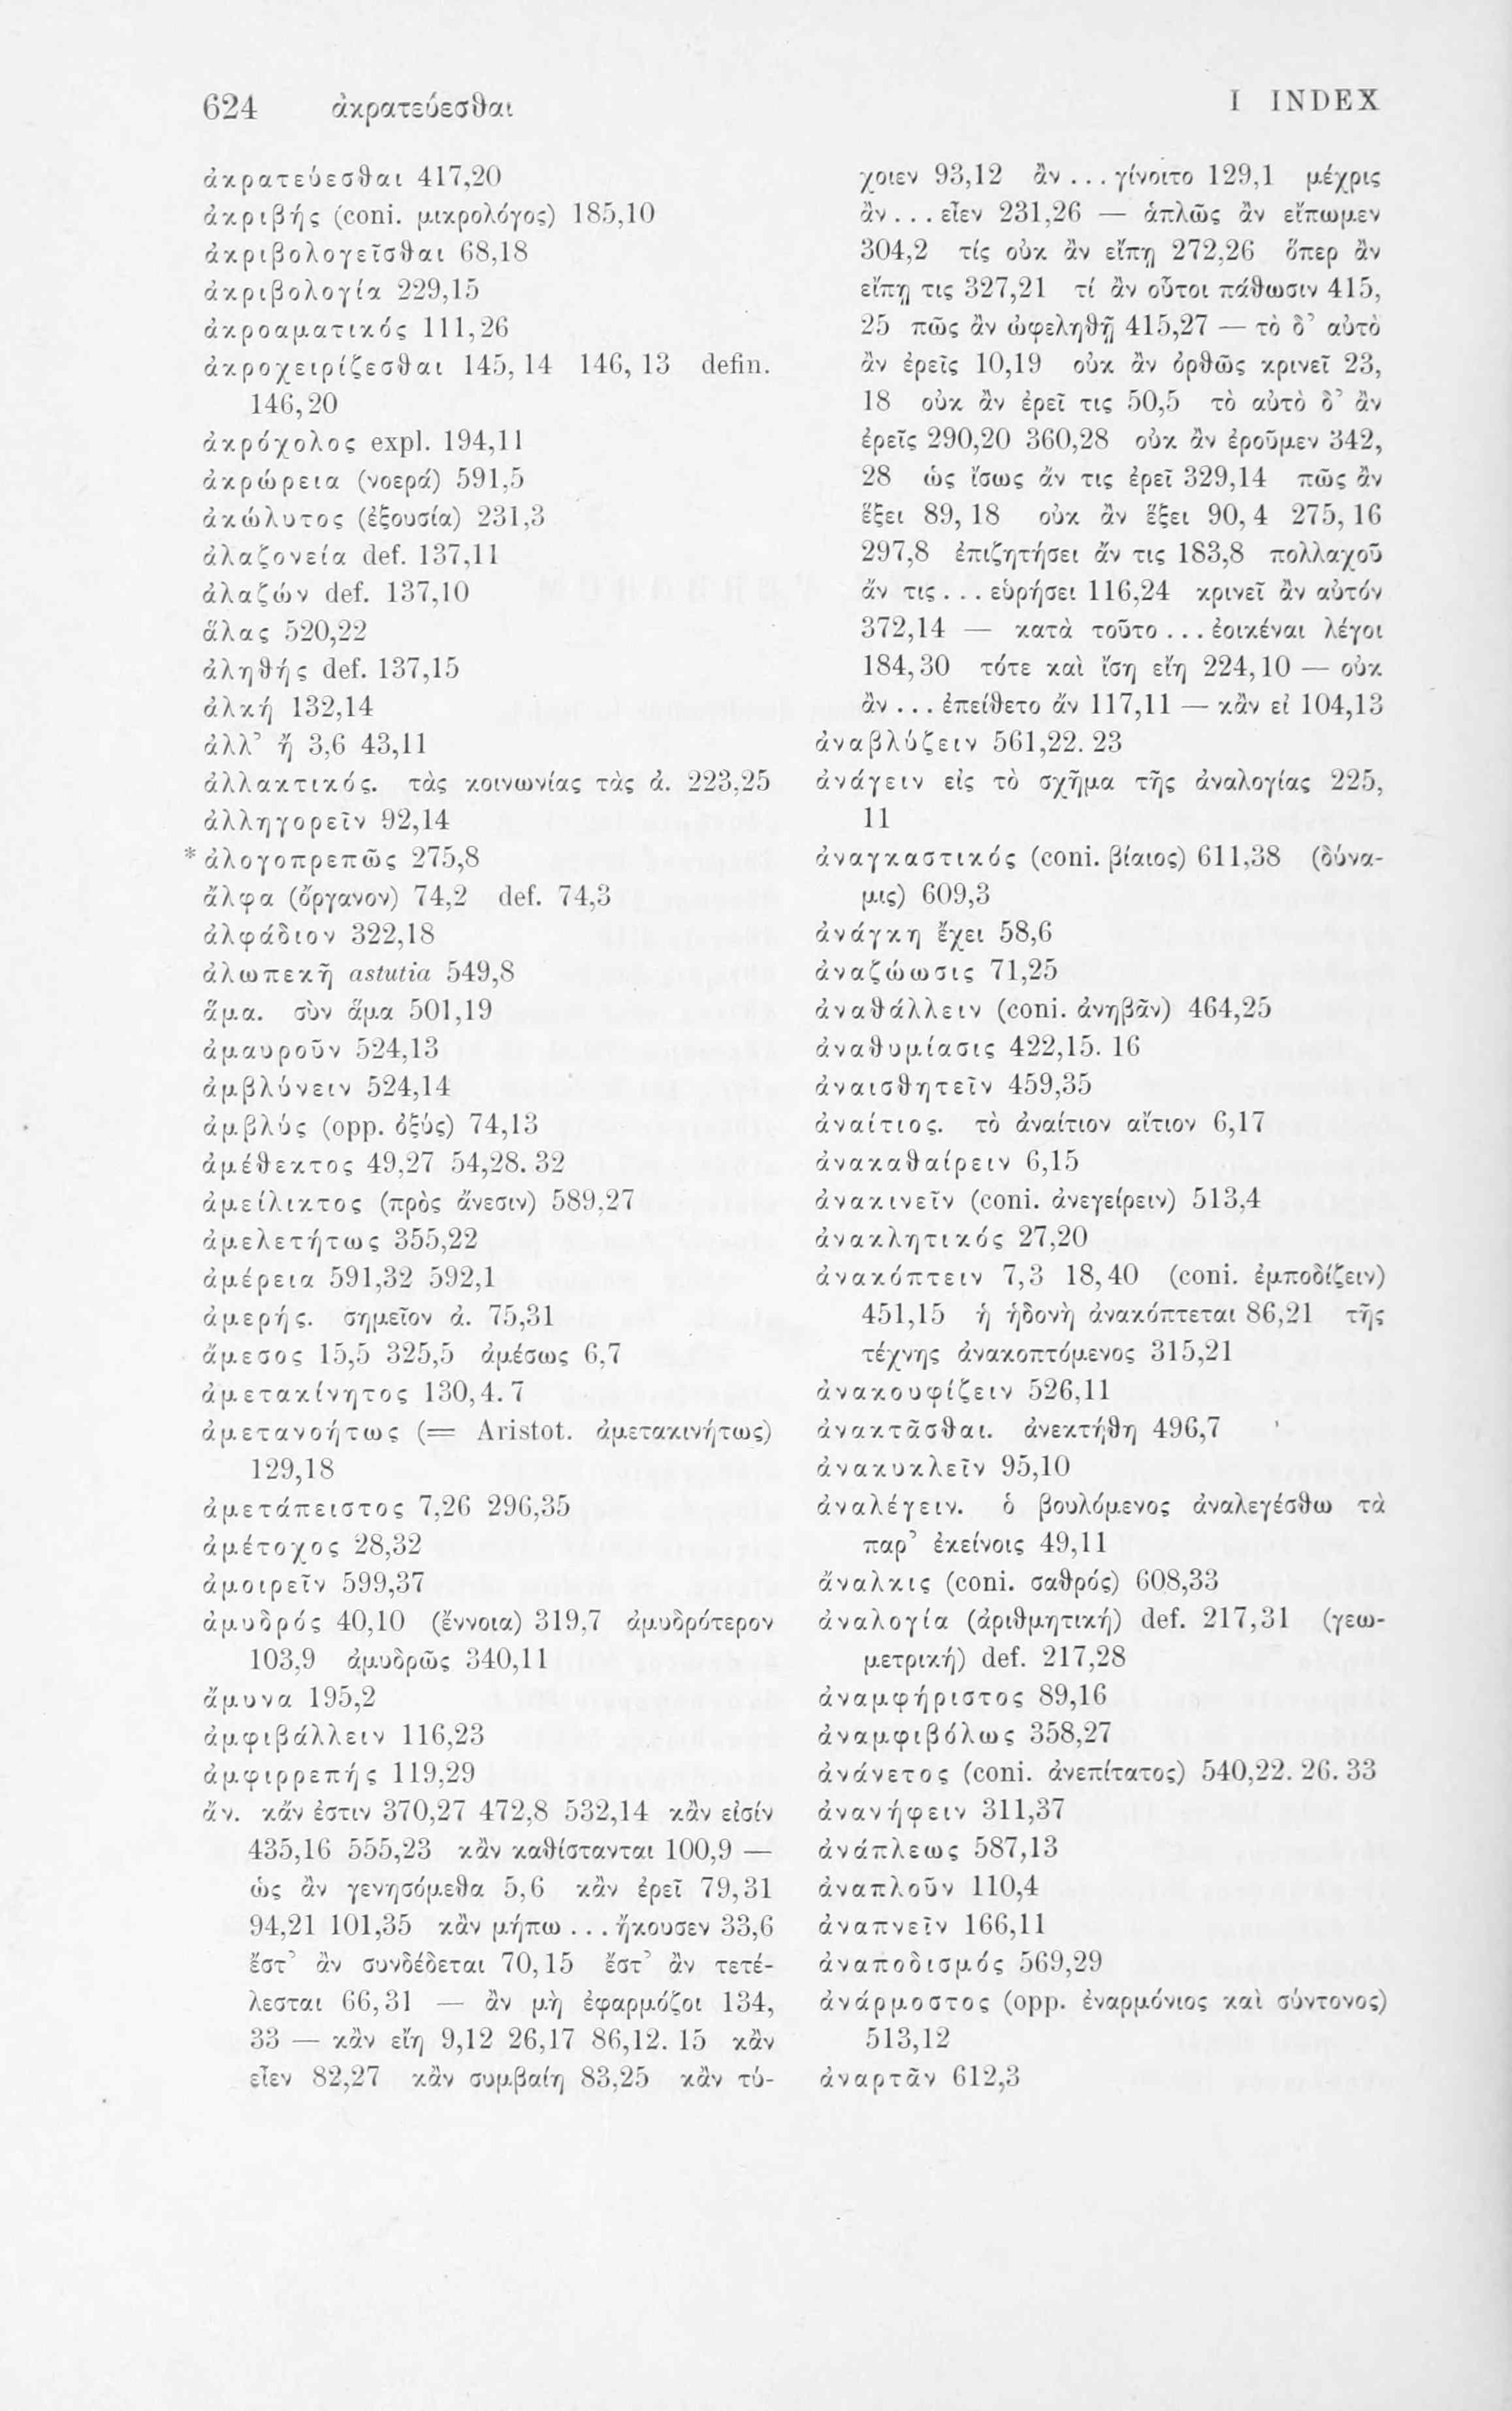 624 ἀκρατεύεσθαι
I INDEX
ἀκρατεύεσθαι 417,20
ἀκριβής (coni. μικρολόγος) 185,10
ἀκριβολογεῖσθαι 68,18
ἀκριβολογία 229,15
ἀκροαματικός 111,26
ἀκροχειρίζεσθαι 145,14 146,13 defin.
146,20
ἀκρόχολος expl. 194,11
ἀκρώρεια (νοερά) 591,5
ἀκώλυτος (ἐξουσία) 231,3
ἀλαζονεία def. 137,11
ἀλαζών def. 137,10
ἅλας 520,22
ἀληθής def. 137,15
ἀλκή 132,14
ἀλλ’ ἤ 3,6 43,11
ἀλλακτικός. τὰς κοινωνίας τὰς ἀ. 223,25
ἀλληγορεῖν 92,14
*ἀλογοπρεπῶς 275,8
ἄλφα (ὄργανον) 74,2 def. 74,3
ἀλφάδιον 322,18
ἀλωπεκῆ astutia 549,8
ἅμα. σὺν ἅμα 501,19
ἀμαυροῦν 524,13
ἀμβλύνειν 524,14
ἀμβλύς (opp. ὀξύς) 74,13
ἀμέθεκτος 49,27 54,28. 32
ἀμείλικτος (πρὸς ἄνεσιν) 589,27
ἀμελετήτως 355,22
ἀμέρεια 591,32 592,1
ἀμερής. σημεῖον ἀ. 75,31
ἄμεσος 15,5 325,5 ἀμέσως 6,7
ἀμετακίνητος 130,4. 7
ἀμετανοήτως (= Aristot. ἀμετακινήτως)
129,18
ἀμετάπειστος 7,26 296,35
ἀμέτοχος 28,32
ἀμοιρεῖν 599,37
ἀμυδρός 40,10 (ἔννοια) 319,7 ἀμυδρότερον
103,9 ἀμυδρῶς 340,11
ἄμυνα 195,2
ἀμφιβάλλειν 116,23
ἀμφιρρεπής 119,29
ἄν. κἄν ἐστιν 370,27 472,8 532,14 κἂν εἰσίν
435,16 555,23 κἂν καθίστανται 100,9 —
ὡς ἂν γενησόμεθα 5,6 κἂν ἐρεῖ 79,31
94,21 101,35 κἂν μήπω . . . ἤκουσεν 33,6
ἔστ’ ἂν συνδέδεται 70,15 ἔστ’ ἂν τετέ-
λεσται 66,31 — ἂν μὴ ἐφαρμόζοι 134,
33 — κἂν εἴη 9,12 26,17 86,12. 15 κἂν
εἶεν 82,27 κἂν συμβαίη 83,25 κἂν τύ-
χοιεν 93,12 ἂν . . . γίνοιτο 129,1 μέχρις
ἂν . . . εἶεν 231,26 — ἁπλῶς ἂν εἴπωμεν
304,2 τίς οὐκ ἂν εἴπῃ 272,26 ὅπερ ἂν
εἴπῃ τις 327,21 τί ἂν οὗτοι πάθωσιν 415,
25 πῶς ἂν ὠφεληθῇ 415,27 — τὸ δ’ αὐτὸ
ἂν ἐρεῖς 10,19 οὐκ ἂν ὀρθῶς κρινεῖ 23,
18 οὐκ ἂν ἐρεῖ τις 50,5 τὸ αὐτὸ δ’ ἂν
ἐρεῖς 290,20 360,28 οὐκ ἂν ἐροῦμεν 342,
28 ὡς ἴσως ἄν τις ἐρεῖ 329,14 πῶς ἂν
ἕξει 89,18 οὐκ ἂν ἕξει 90,4 275,16
297,8 ἐπιζητήσει ἄν τις 183,8 πολλαχοῦ
ἄν τις . . . εὑρήσει 116,24 κρινεῖ ἂν αὐτόν
372,14 — κατὰ τοῦτο . . . ἐοικέναι λέγοι
184,30 τότε καὶ ἴση εἴη 224,10 — οὐκ
ἂν . . . ἐπείθετο ἄν 117,11 — κἂν εἰ 104,13
ἀναβλύζειν 561,22. 23
ἀνάγειν εἰς τὸ σχῆμα τῆς ἀναλογίας 225,
11
ἀναγκαστικός (coni. βίαιος) 611,38 (δύνα-
μις) 609,3
ἀνάγκη ἔχει 58,6
ἀναζώωσις 71,25
ἀναθάλλειν (coni. ἀνηβᾶν) 464,25
ἀναθυμίασις 422,15. 16
ἀναισθητεῖν 459,35
ἀναίτιος. τὸ ἀναίτιον αἴτιον 6,17
ἀνακαθαίρειν 6,15
ἀνακινεῖν (coni. ἀνεγείρειν) 513,4
ἀνακλητικός 27,20
ἀνακόπτειν 7,3 18,40 (coni. ἐμποδίζειν)
451,15 ἡ ἡδονὴ ἀνακόπτεται 86,21 τῆς
τέχνης ἀνακοπτόμενος 315,21
ἀνακουφίζειν 526,11
ἀνακτᾶσθαι. ἀνεκτήθη 496,7
ἀνακυκλεῖν 95,10
ἀναλέγειν. ὁ βουλόμενος ἀναλεγέσθω τὰ
παρ’ ἐκείνοις 49,11
ἄναλκις (coni. σαθρός) 608,33
ἀναλογία (ἀριθμητική) def. 217,31 (γεω-
μετρική) def. 217,28
ἀναμφήριστος 89,16
ἀναμφιβόλως 358,27
ἀνάνετος (coni. ἀνεπίτατος) 540,22. 26. 33
ἀνανήφειν 311,37
ἀνάπλεως 587,13
ἀναπλοῦν 110,4
ἀναπνεῖν 166,11
ἀναποδισμός 569,29
ἀνάρμοστος (opp. ἐναρμόνιος καὶ σύντονος)
513,12
ἀναρτᾶν 612,3